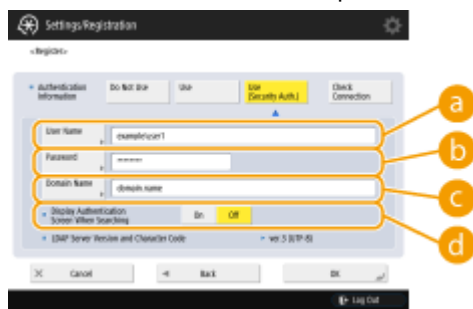 Settings/Registration
<Register>
Authentication Information
Do Not Use
Use
Use (Security Auth.)
Check Connection
User Name
example\user1
a
Password
********
b
Domain Name
domain.name
c
Display Authentication Screen When Searching
On
Off
d
LDAP Server Version and Character Code
ver.3 (UTF-8)
Cancel
Back
OK
Log Out